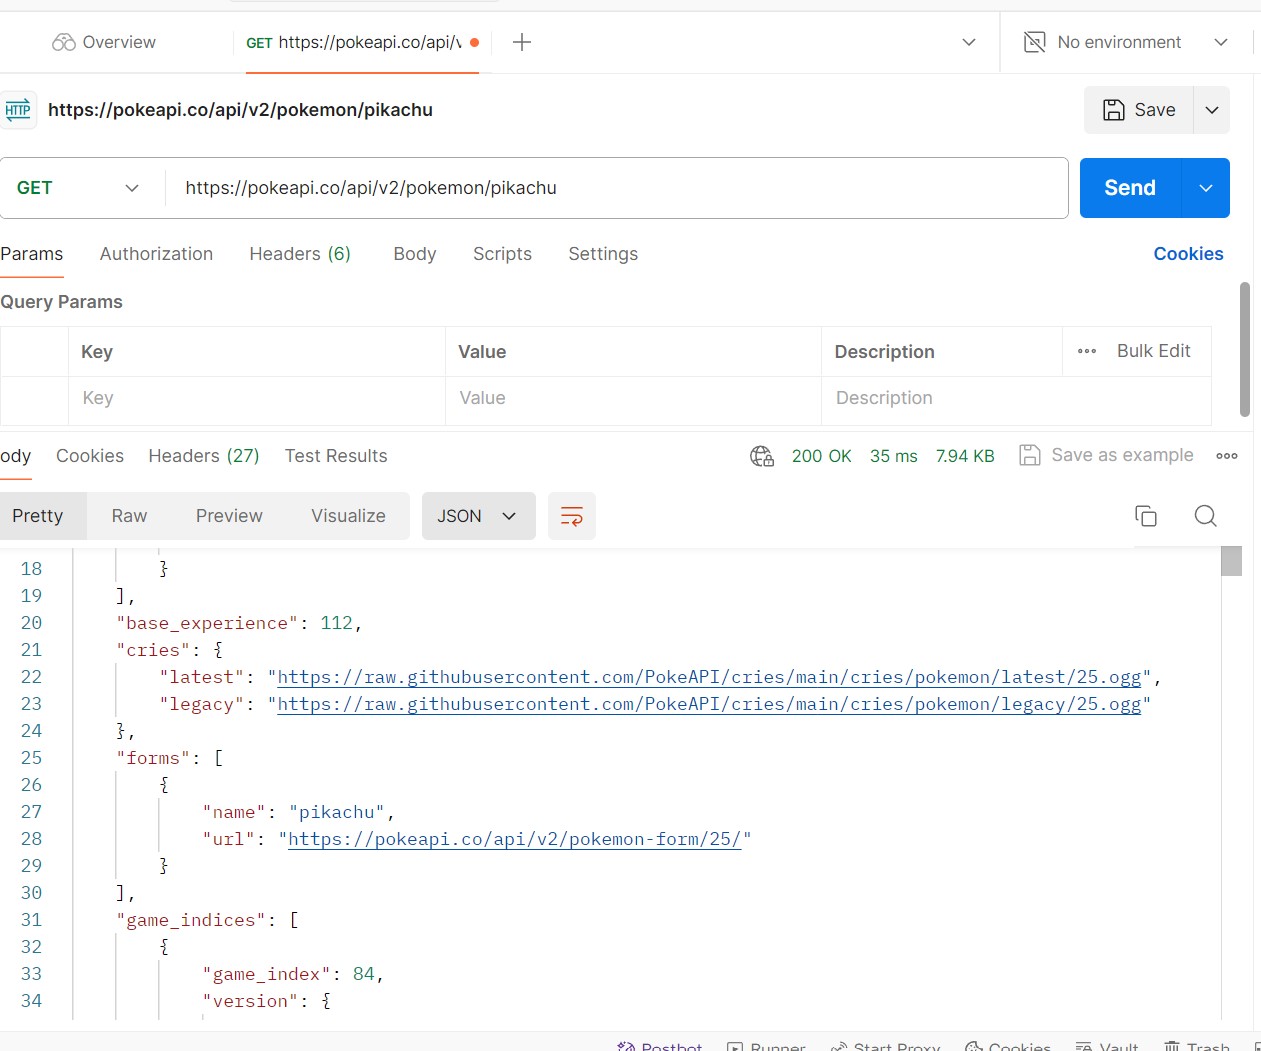 Overview
GET https://pokeapi.co/api/v
No environment
HTTP https://pokeapi.co/api/v2/pokemon/pikachu
Save
GET https://pokeapi.co/api/v2/pokemon/pikachu Send
Params Authorization Headers (6) Body Scripts Settings Cookies
Query Params
Key Value Description Bulk Edit
Key Value Description
ody Cookies Headers (27) Test Results 200 OK 35 ms 7.94 KB Save as example
Pretty Raw Preview Visualize JSON
18 }
19 ],
20 "base_experience": 112,
21 "cries": {
22 "latest": "https://raw.githubusercontent.com/PokeAPI/cries/main/cries/pokemon/latest/25.ogg",
23 "legacy": "https://raw.githubusercontent.com/PokeAPI/cries/main/cries/pokemon/legacy/25.ogg"
24 },
25 "forms": [
26 {
27 "name": "pikachu",
28 "url": "https://pokeapi.co/api/v2/pokemon-form/25/"
29 }
30 ],
31 "game_indices": [
32 {
33 "game_index": 84,
34 "version": {
Postbot Runner Start Proxy Cookies Vault Trash